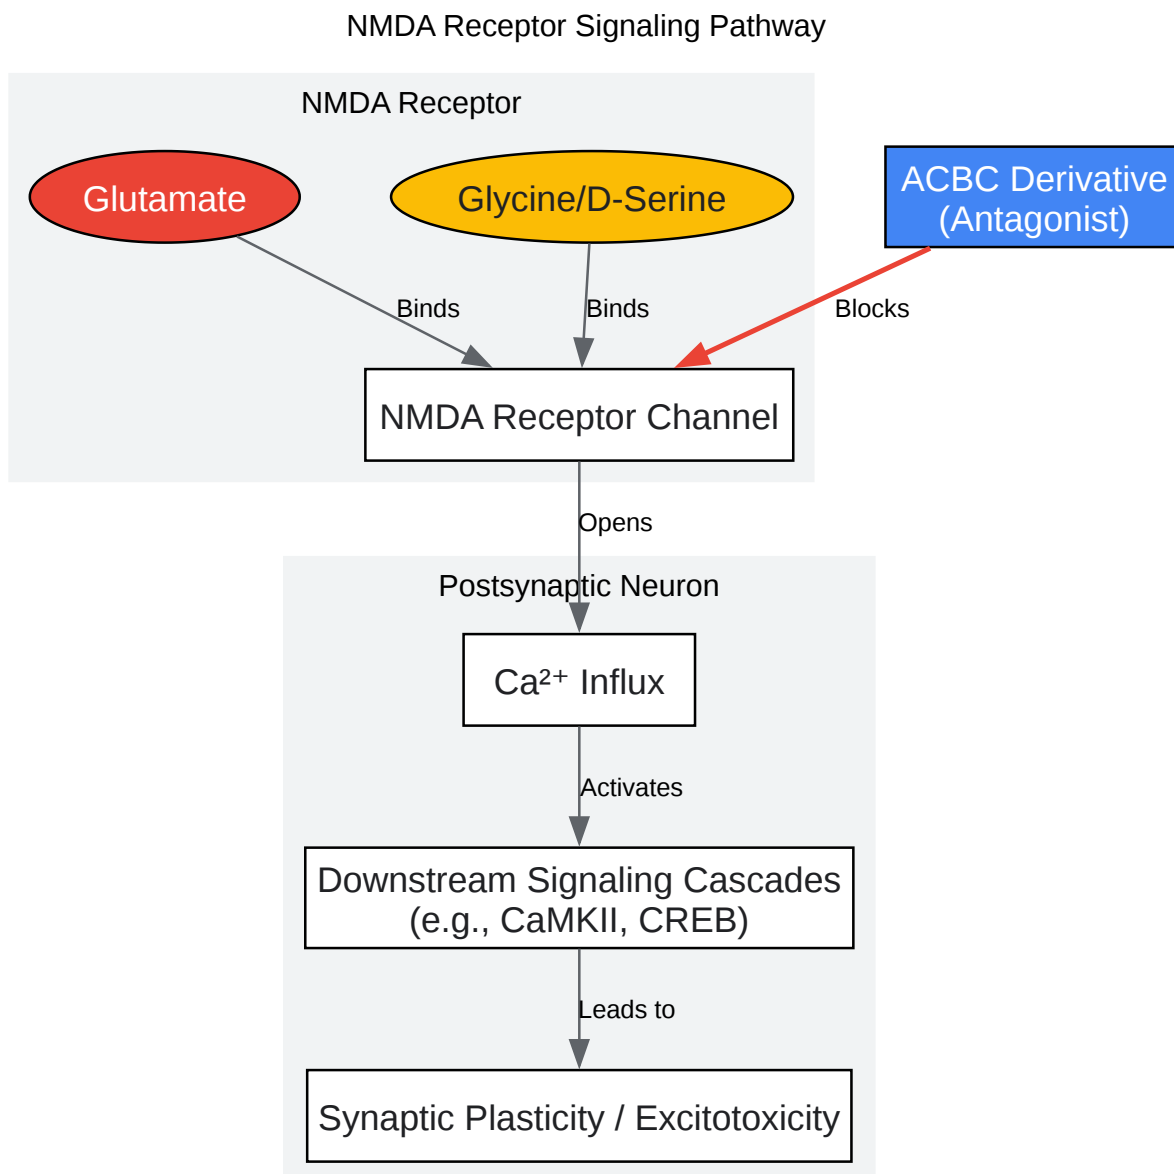 NMDA Receptor Signaling Pathway
NMDA Receptor
Glutamate
Glycine/D-Serine
ACBC Derivative
(Antagonist)
Binds
Binds
Blocks
NMDA Receptor Channel
Opens
Postsynaptic Neuron
Ca²⁺ Influx
Activates
Downstream Signaling Cascades
(e.g., CaMKII, CREB)
Leads to
Synaptic Plasticity / Excitotoxicity